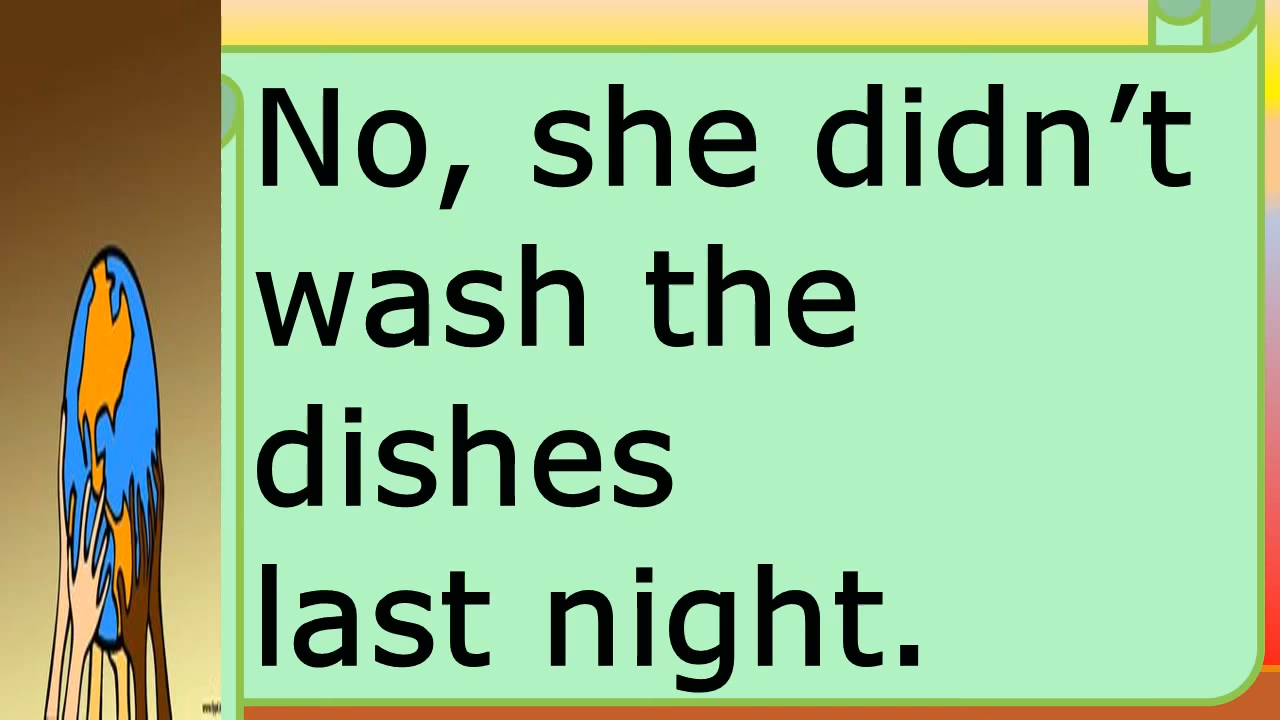 No, she didn’t
wash the
dishes
last night.